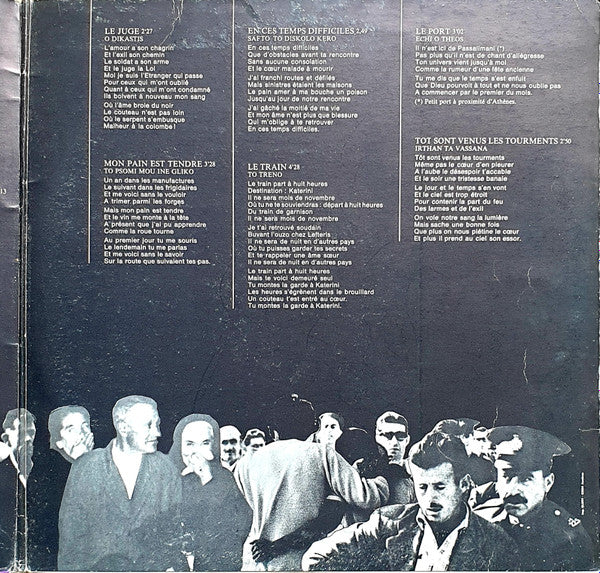 LE JUGE 2'27
O DIKASTIS
L'amour a son chagrin
Et l'exil son chemin
Le soldat a son arme
Et le juge la Loi
Moi je suis l'Etranger qui passe
Pour ceux qui m'ont oublié
Quant à ceux qui m'ont condamné
Ils boivent à nouveau mon sang
Où l'âme broie du noir
Le couteau n'est pas loin
Où le serpent s'embusque
Malheur à la colombe!
MON PAIN EST TENDRE 3'28
TO PSOMI MOU INE GLIKO
Un an dans les manufactures
Le suivant dans les frigidaires
Et me voici sans le vouloir
A trimer, parmi les forges
Mais mon pain est tendre
Et le vin me monte à la tête
A présent que j'ai pu apprendre
Comme la roue tourne
Au premier jour tu me souris
Le lendemain tu me parlas
Et me voici sans le savoir
Sur la route que suivaient tes pas.
EN CES TEMPS DIFFICILES 2,49
SAFTO TO DISKOLO KERO
En ces temps difficiles
Que d'obstacles avant ta rencontre
Sans aucune consolation
Et le cœur malade à mourir
J'ai franchi routes et défilés
Mais sinistres étaient les maisons
Le pain amer à ma bouche un poison
Jusqu'au jour de notre rencontre
J'ai gâché la moitié de ma vie
Et mon âme n'est plus que blessure
Qui m'oblige à te retrouver
En ces temps difficiles.
LE TRAIN 4'28
TO TRENO
Le train part à huit heures
Destination: Katerini
Il ne sera mois de novembre
Où tu ne te souviendras: départ à huit heures
Du train de garnison
Il ne sera mois de novembre
Je t'ai retrouvé soudain
Buvant l'ouzo chez Lefteris
Il ne sera de nuit en d'autres pays
Où tu puisses garder tes secrets
Et te rappeler une âme sœur
Il ne sera de nuit en d'autres pays
Le train part à huit heures
Mais te voici demeuré seul
Tu montes la garde à Katerini
Les heures s'égrènent dans le brouillard
Un couteau t'est entré au cœur.
Tu montes la garde à Katerini.
LE PORT 3'02
ECHI O THEOS
Il n'est ici de Passalimani (*)
Pas plus qu'il n'est de chant d'allégresse
Ton univers vient jusqu'à moi
Comme la rumeur d'une fête ancienne
Tu me dis que le temps s'est enfui
Que Dieu pourvoit à tout et ne nous oublie pas
A commencer par le premier du mois.
(*) Petit port à proximité d'Athènes.
TOT SONT VENUS LES TOURMENTS 2'50
IRTHAN TA VASSANA
Tôt sont venus les tourments
Même pas le cœur d'en pleurer
A l'aube le désespoir t'accable
Et le soir une tristesse banale
Le jour et le temps s'en vont
Et le ciel est trop étroit
Pour contenir la part du feu
Des larmes et de l'exil
On voie notre sang la lumière
Mais sache une bonne fois
Que plus on nous piétine le cœur
Et plus il prend au ciel son essor.
13